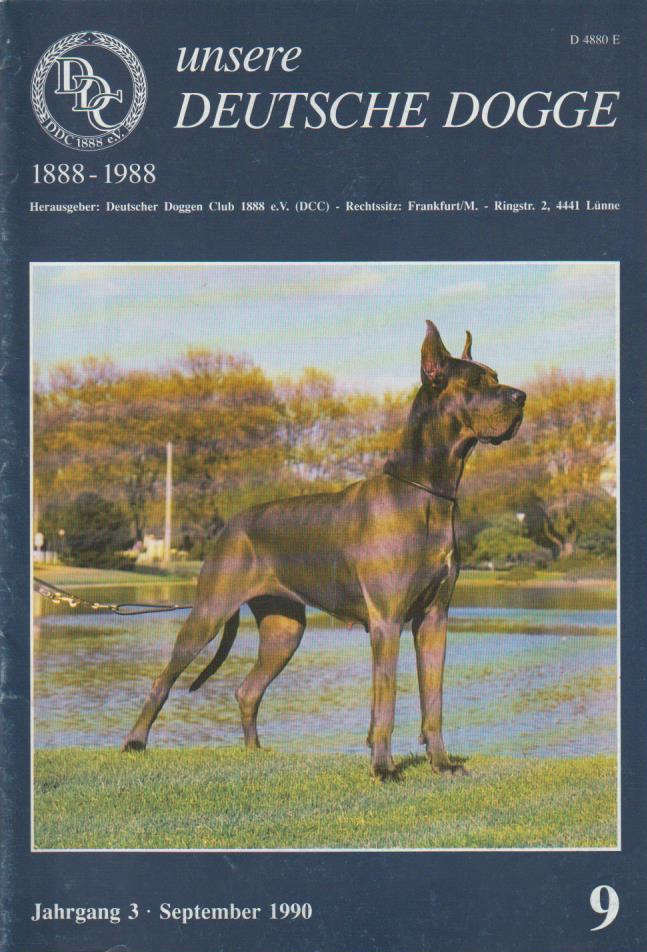 D 4880 E
unsere
DEUTSCHE DOGGE
DDC
DDC 1888 e.V.
1888 - 1988
Herausgeber: Deutscher Doggen Club 1888 e.V. (DCC) - Rechtssitz: Frankfurt/M. - Ringstr. 2, 4441 Lünne
Jahrgang 3 · September 1990
9